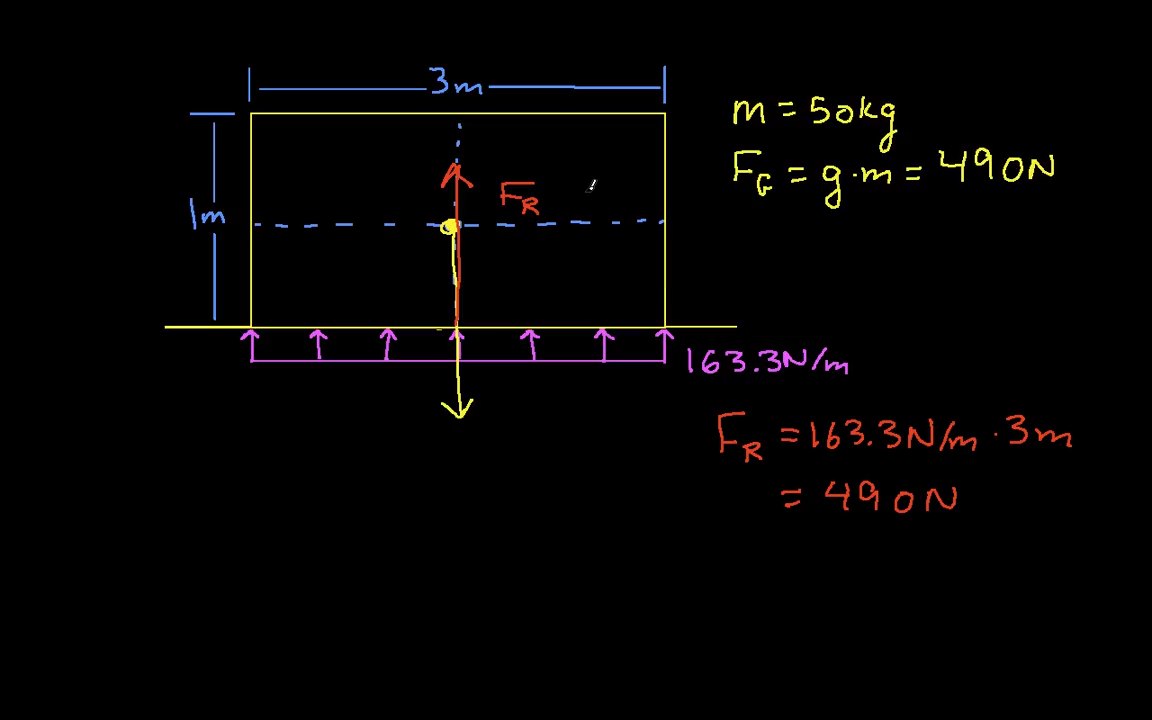 3m
m = 50kg
F_G = g·m = 490N
1m
F_R
163.3N/m
F_R = 163.3N/m · 3m
= 490N